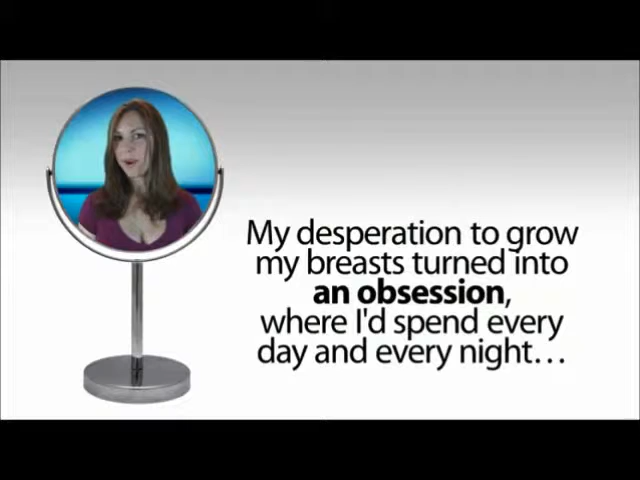 My desperation to grow
my breasts turned into
an obsession,
where I'd spend every
day and every night…